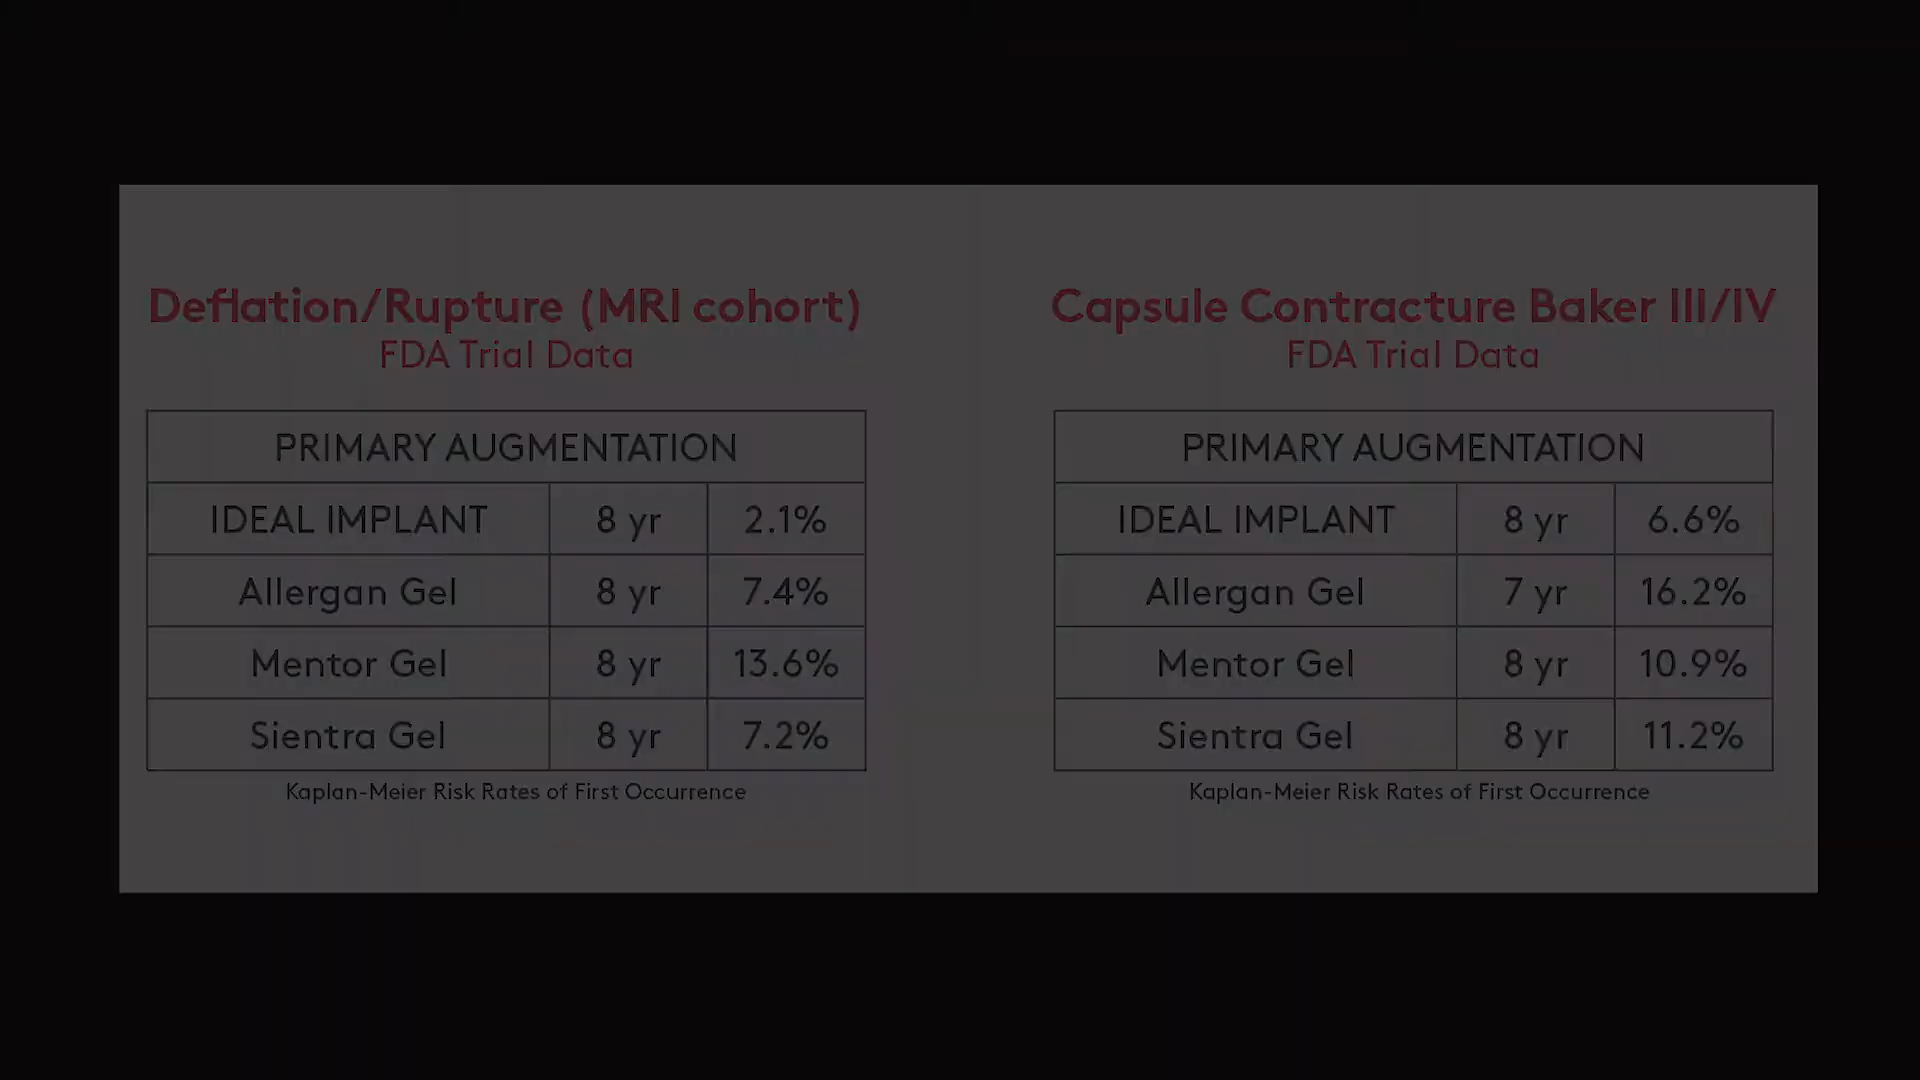 Deflation/Rupture (MRI cohort)
FDA Trial Data
PRIMARY AUGMENTATION
IDEAL IMPLANT 8 yr 2.1%
Allergan Gel 8 yr 7.4%
Mentor Gel 8 yr 13.6%
Sientra Gel 8 yr 7.2%
Kaplan-Meier Risk Rates of First Occurrence
Capsule Contracture Baker III/IV
FDA Trial Data
PRIMARY AUGMENTATION
IDEAL IMPLANT 8 yr 6.6%
Allergan Gel 7 yr 16.2%
Mentor Gel 8 yr 10.9%
Sientra Gel 8 yr 11.2%
Kaplan-Meier Risk Rates of First Occurrence